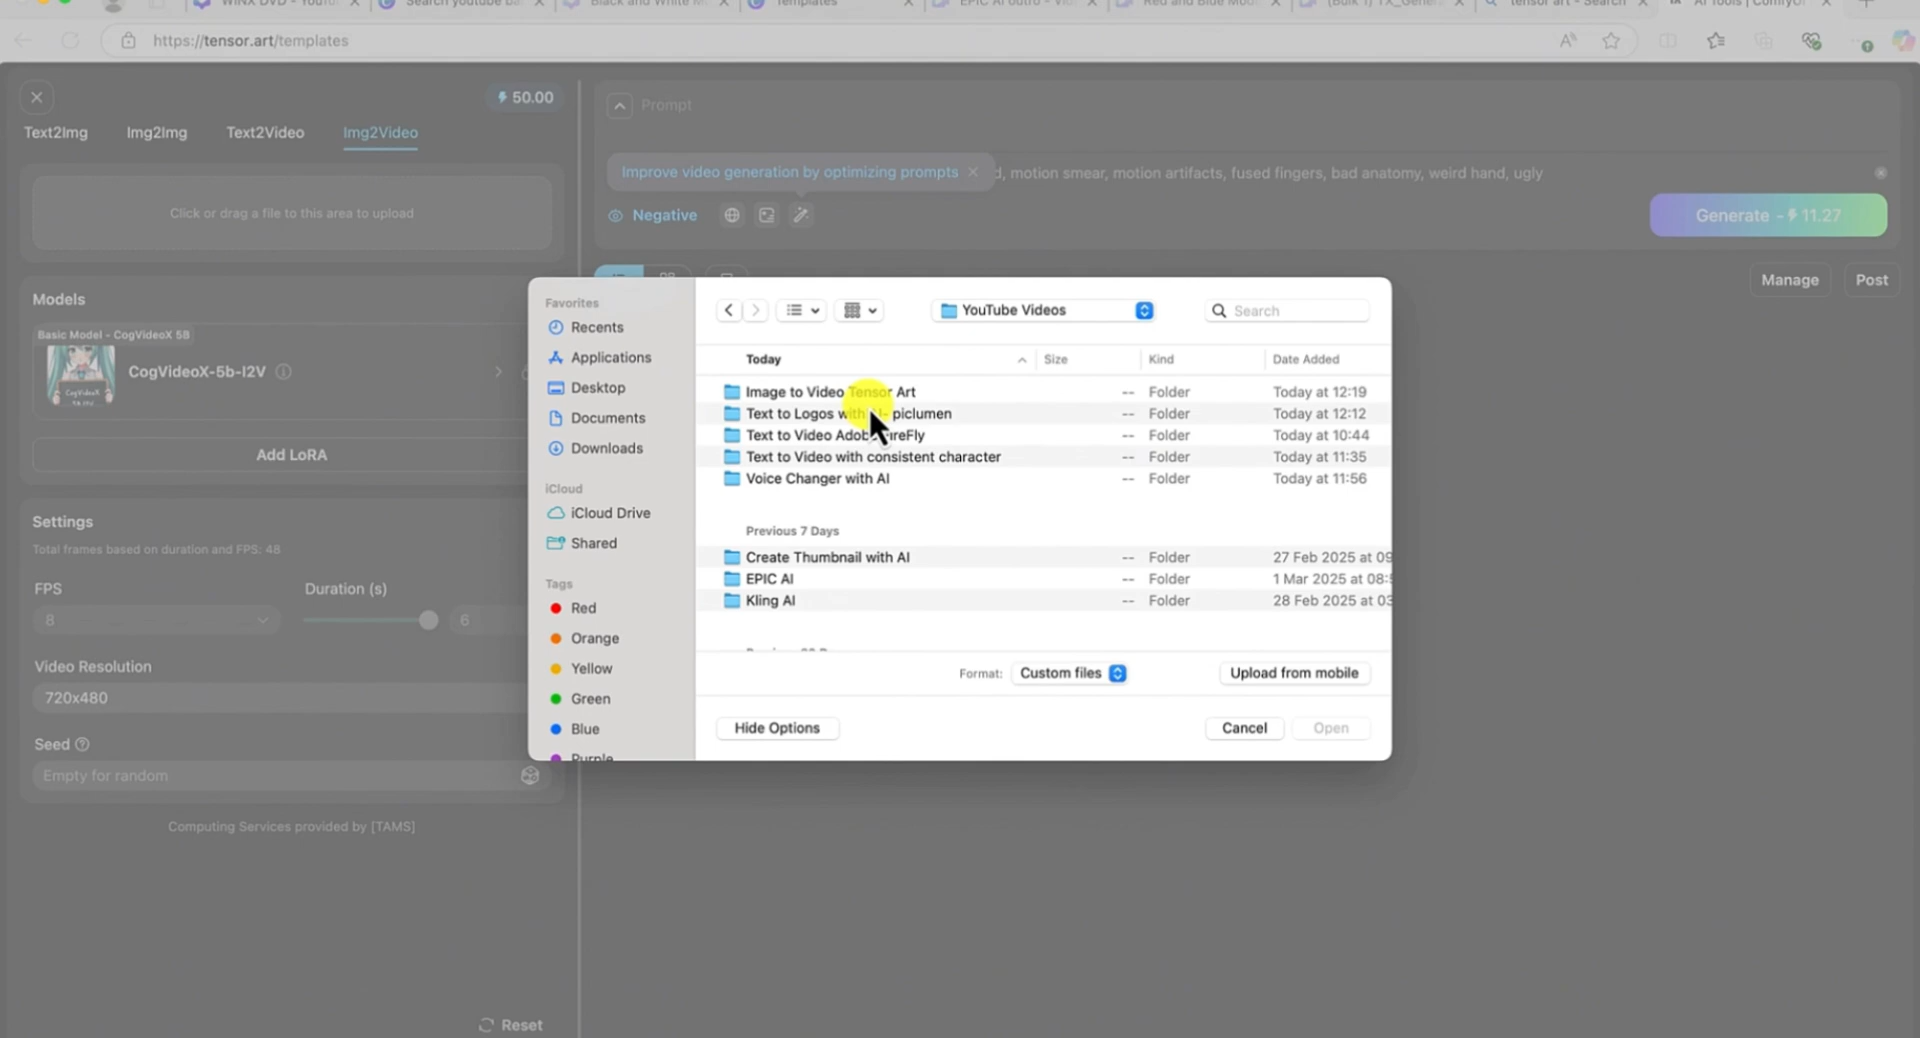 https://tensor.art/templates
50.00
Text2Img
Img2Img
Text2Video
Img2Video
Click or drag a file to this area to upload
Models
Basic Model - CogVideoX 5B
CogVideoX-5b-I2V
Add LoRA
Settings
Total frames based on duration and FPS: 48
FPS
Duration (s)
8
6
Video Resolution
720x480
Seed
Empty for random
Computing Services provided by [TAMS]
Reset
Prompt
Improve video generation by optimizing prompts
d, motion smear, motion artifacts, fused fingers, bad anatomy, weird hand, ugly
Negative
Generate - 11.27
Manage
Post
Favorites
Recents
Applications
Desktop
Documents
Downloads
iCloud
iCloud Drive
Shared
Tags
Red
Orange
Yellow
Green
Blue
Purple
YouTube Videos
Search
Today
Size
Kind
Date Added
Image to Video Tensor Art -- Folder Today at 12:19
Text to Logos with piclumen -- Folder Today at 12:12
Text to Video -- Folder Today at 10:44
Text to Video with consistent character -- Folder Today at 11:35
Voice Changer with AI -- Folder Today at 11:56
Previous 7 Days
Create Thumbnail with AI -- Folder 27 Feb 2025 at 09
EPIC AI -- Folder 1 Mar 2025 at 08:
Kling AI -- Folder 28 Feb 2025 at 03
Format:
Custom files
Upload from mobile
Hide Options
Cancel
Open